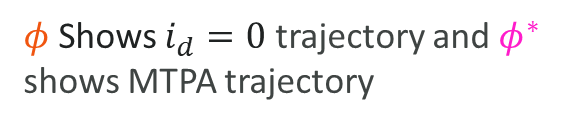 ϕ Shows i_d = 0 trajectory and ϕ*
shows MTPA trajectory